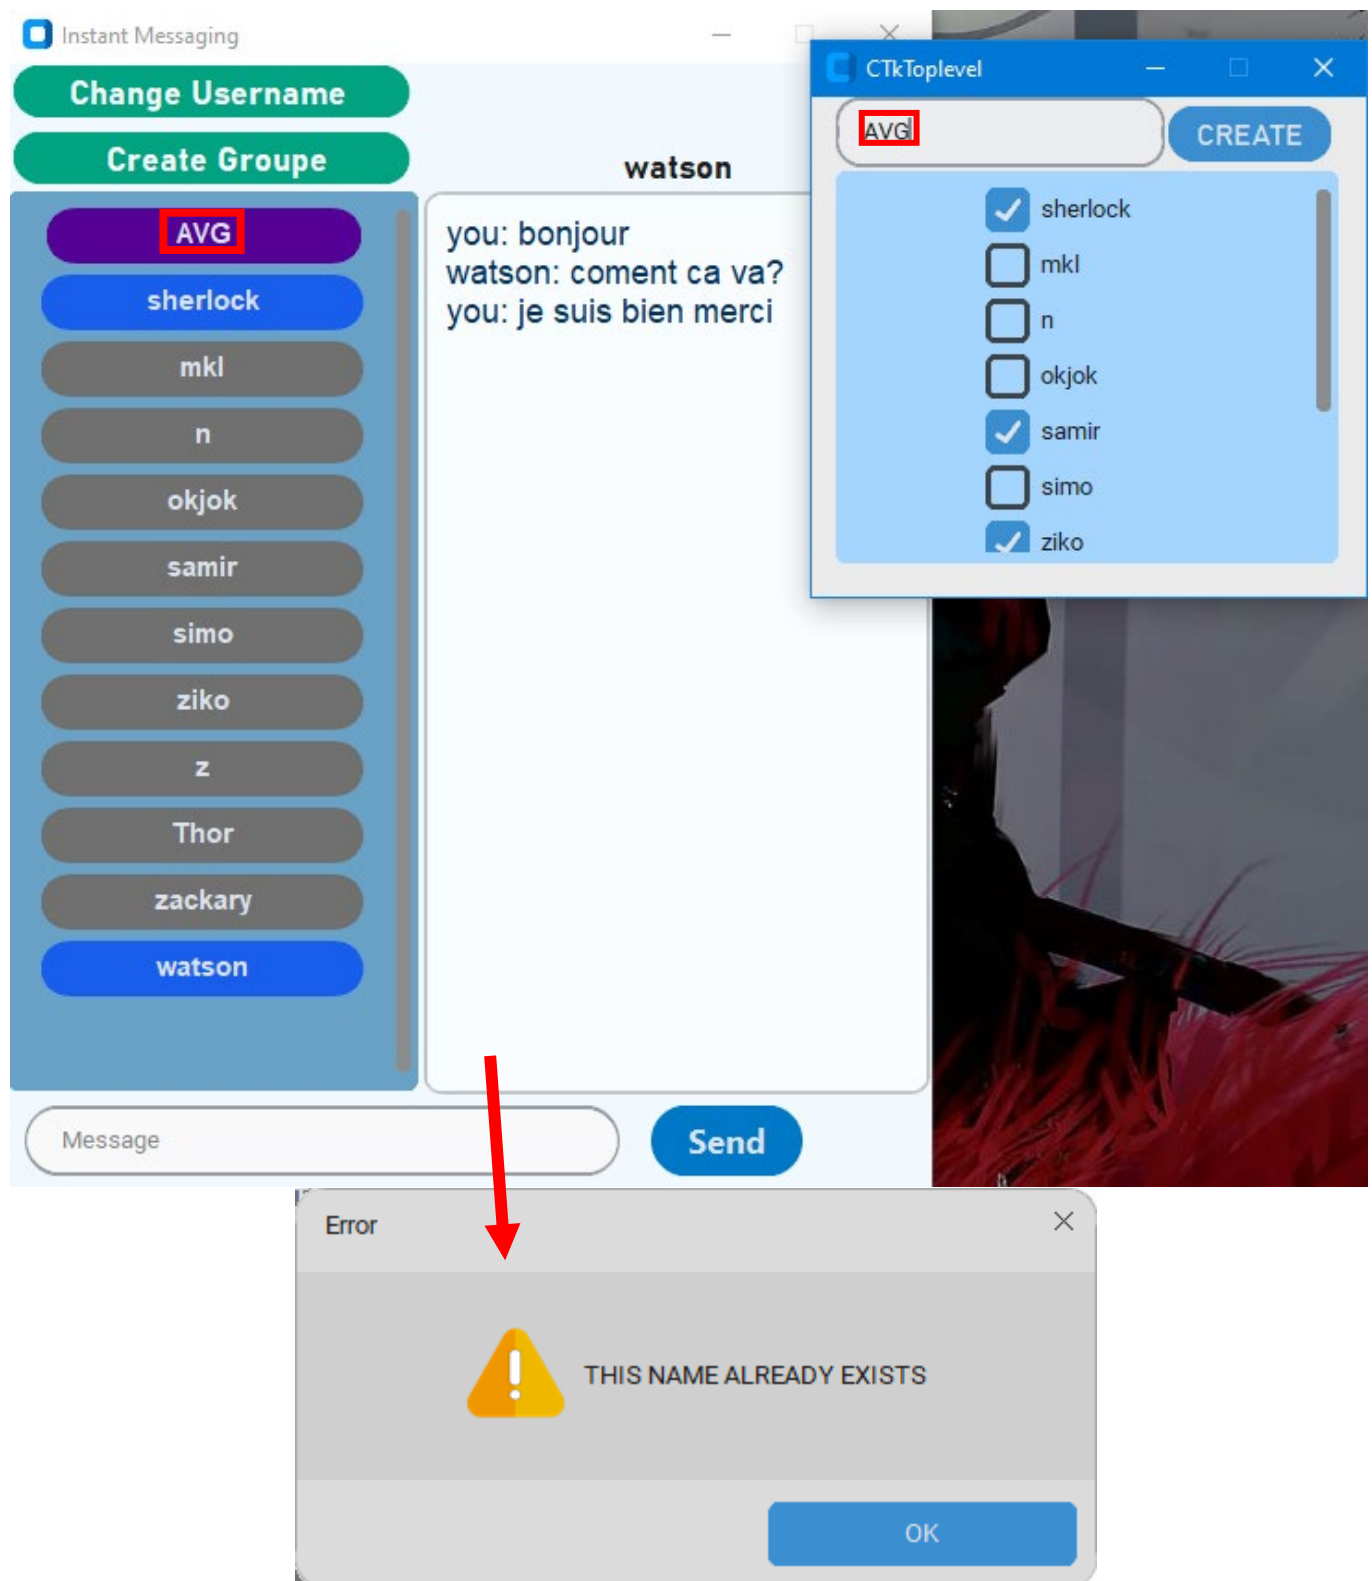 Instant Messaging
Change Username
Create Groupe
AVG
sherlock
mkl
n
okjok
samir
simo
ziko
z
Thor
zackary
watson
watson
you: bonjour
watson: coment ca va?
you: je suis bien merci
Message
Send
CTkToplevel
AVG
CREATE
sherlock
mkl
n
okjok
samir
simo
ziko
Error
THIS NAME ALREADY EXISTS
OK